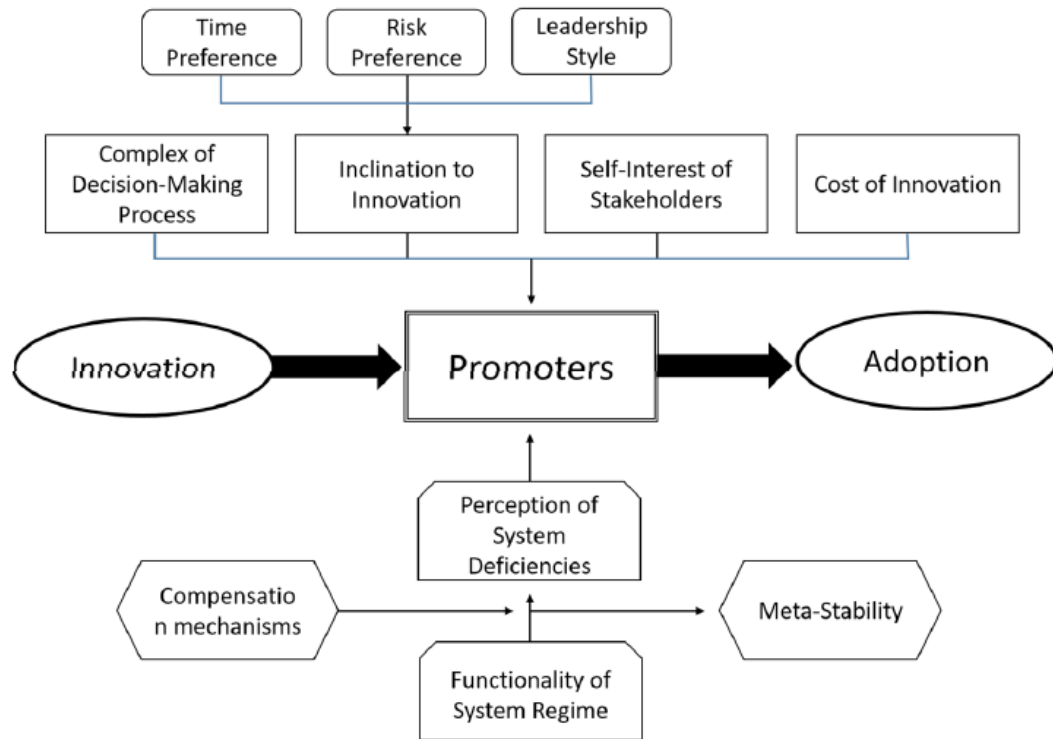 Time
Preference
Risk
Preference
Leadership
Style
Complex of
Decision-Making
Process
Inclination to
Innovation
Self-Interest of
Stakeholders
Cost of Innovation
Innovation
Promoters
Adoption
Perception of
System
Deficiencies
Compensatio
n mechanisms
Meta-Stability
Functionality of
System Regime